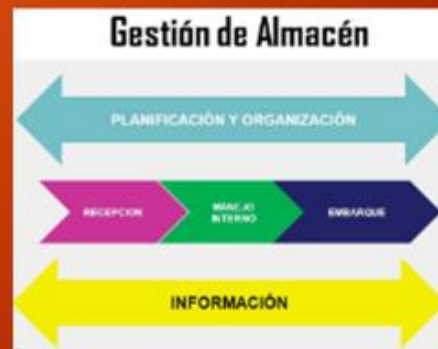 Gestión de Almacén
PLANIFICACIÓN Y ORGANIZACIÓN
RECEPCION
MANEJO
INTERNO
EMBARQUE
INFORMACIÓN